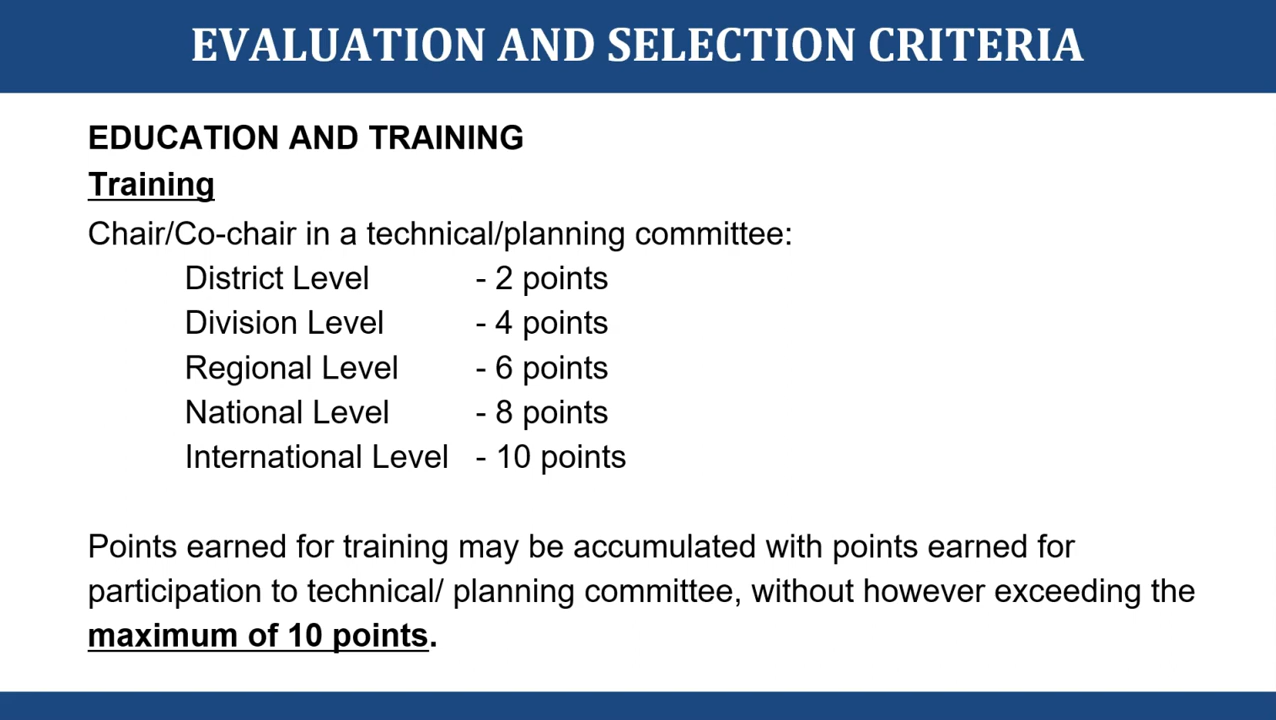 EVALUATION AND SELECTION CRITERIA
EDUCATION AND TRAINING
Training
Chair/Co-chair in a technical/planning committee:
District Level - 2 points
Division Level - 4 points
Regional Level - 6 points
National Level - 8 points
International Level - 10 points
Points earned for training may be accumulated with points earned for
participation to technical/ planning committee, without however exceeding the
maximum of 10 points.